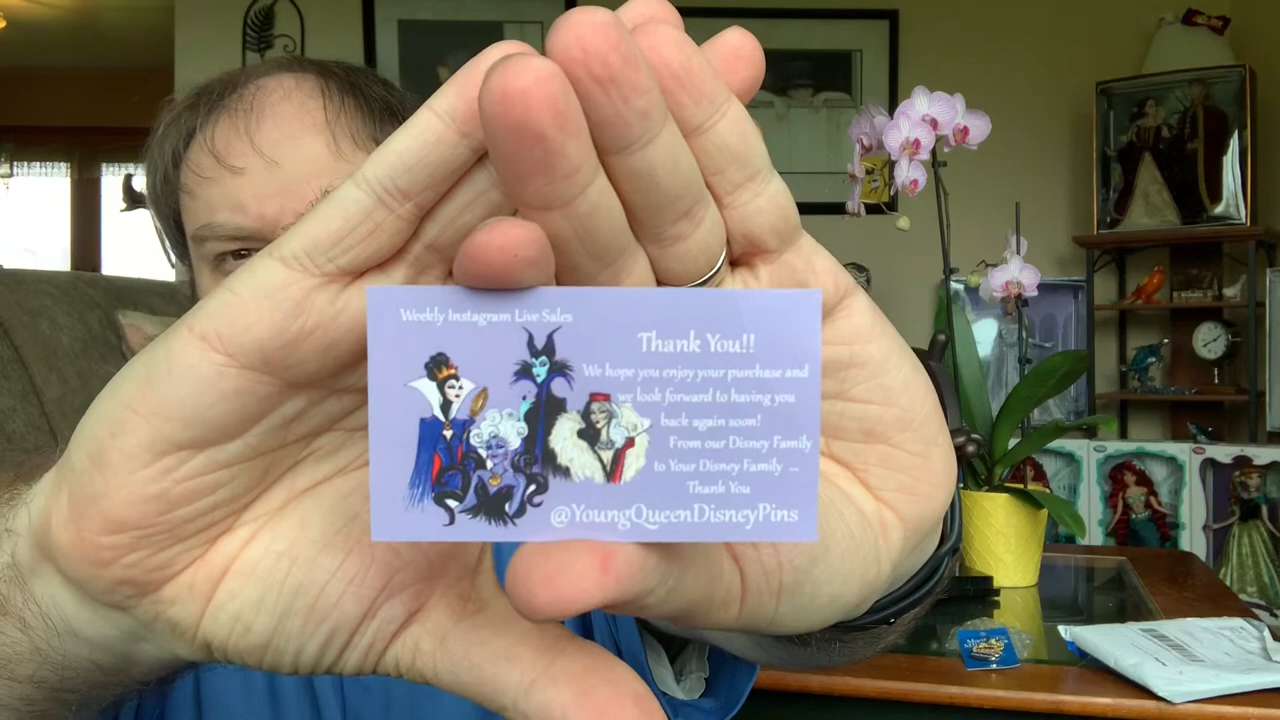 Weekly Instagram Live Sales
Thank You!!
We hope you enjoy your purchase and
we look forward to having you
back again soon!
From our Disney Family
to Your Disney Family ...
Thank You
@YoungQueenDisneyPins